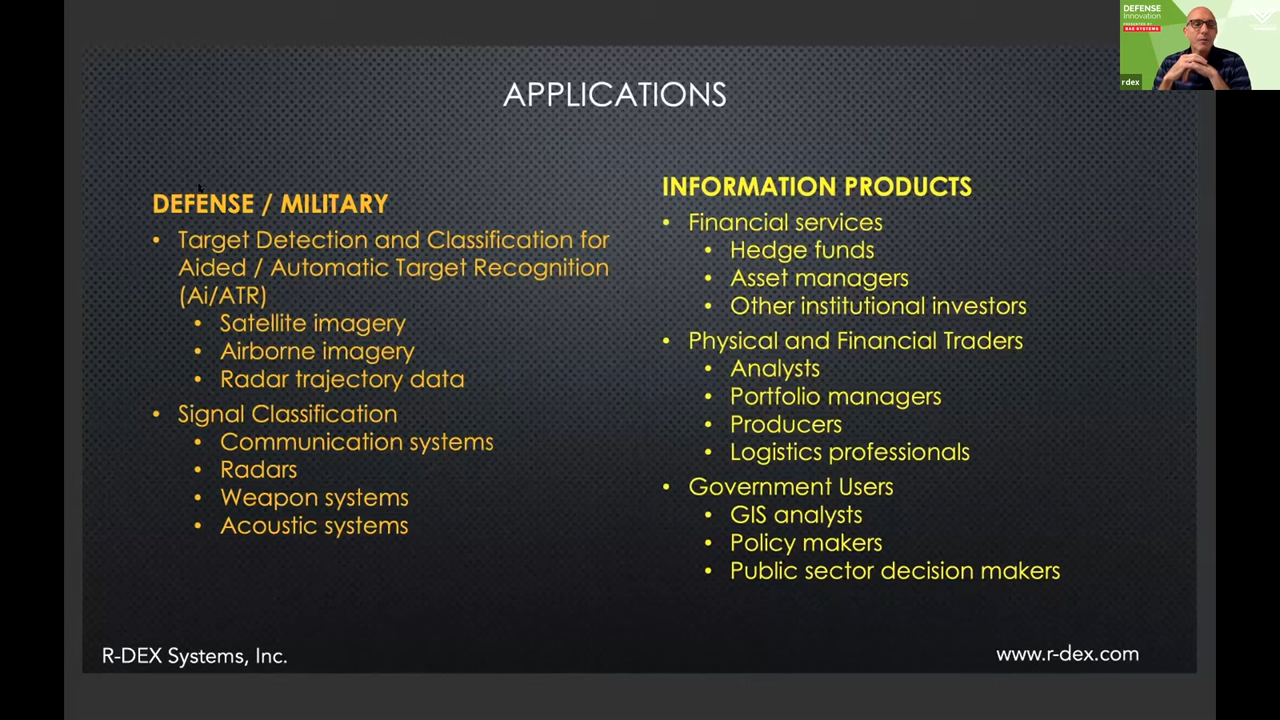 APPLICATIONS
DEFENSE / MILITARY
• Target Detection and Classification for
Aided / Automatic Target Recognition
(Ai/ATR)
• Satellite imagery
• Airborne imagery
• Radar trajectory data
• Signal Classification
• Communication systems
• Radars
• Weapon systems
• Acoustic systems
INFORMATION PRODUCTS
• Financial services
• Hedge funds
• Asset managers
• Other institutional investors
• Physical and Financial Traders
• Analysts
• Portfolio managers
• Producers
• Logistics professionals
• Government Users
• GIS analysts
• Policy makers
• Public sector decision makers
R-DEX Systems, Inc.
www.r-dex.com
DEFENSE
Innovation
BAE SYSTEMS
rdex